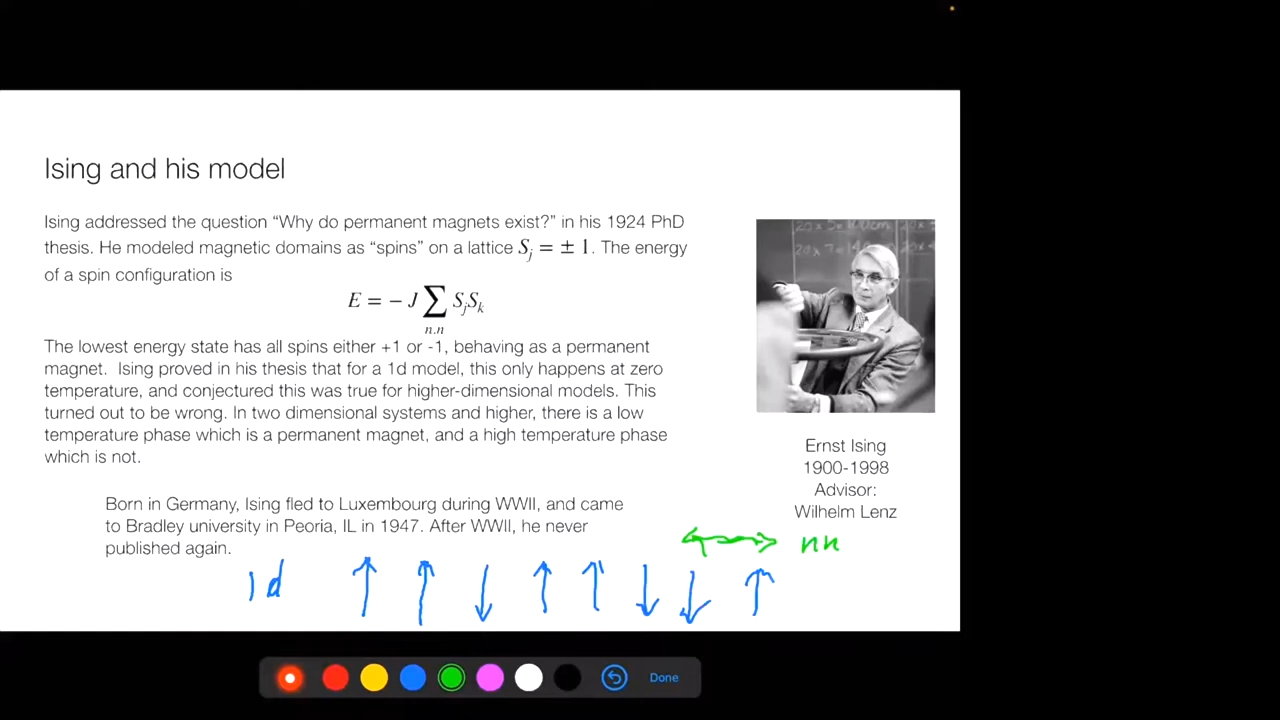 Ising and his model
Ising addressed the question “Why do permanent magnets exist?” in his 1924 PhD
thesis. He modeled magnetic domains as “spins” on a lattice Sⱼ = ± 1. The energy
of a spin configuration is
E = − J ∑ SⱼSₖ
n.n
The lowest energy state has all spins either +1 or -1, behaving as a permanent
magnet.  Ising proved in his thesis that for a 1d model, this only happens at zero
temperature, and conjectured this was true for higher-dimensional models. This
turned out to be wrong. In two dimensional systems and higher, there is a low
temperature phase which is a permanent magnet, and a high temperature phase
which is not.
Born in Germany, Ising fled to Luxembourg during WWII, and came
to Bradley university in Peoria, IL in 1947. After WWII, he never
published again.
20 x 5 = 100cm
Ernst Ising
1900-1998
Advisor:
Wilhelm Lenz
nn
1d
Done